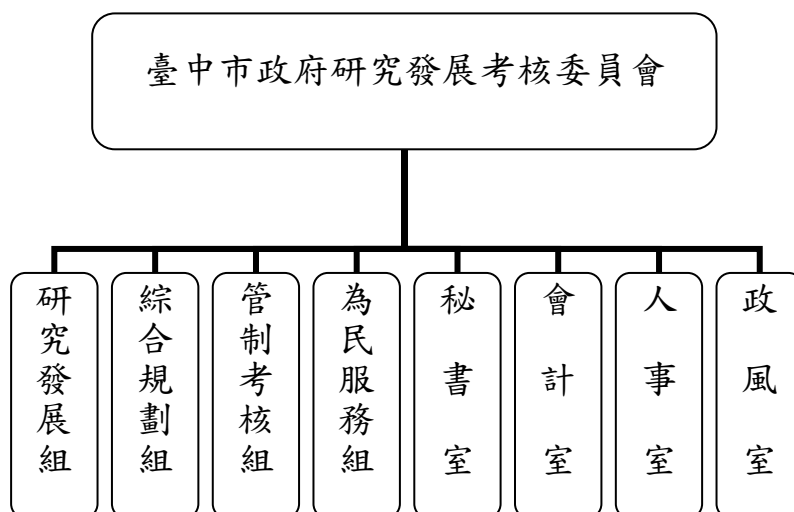 臺中市政府研究發展考核委員會
研究發展組
綜合規劃組
管制考核組
為民服務組
秘書室
會計室
人事室
政風室